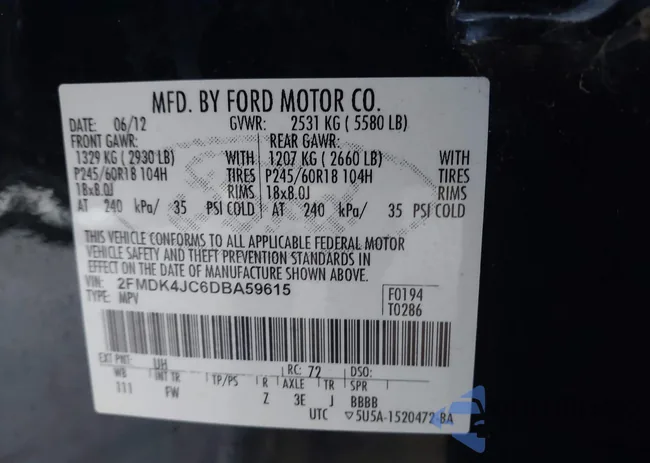 MFD. BY FORD MOTOR CO.
DATE: 06/12 GVWR: 2531 KG ( 5580 LB)
FRONT GAWR: REAR GAWR:
1329 KG ( 2930 LB) WITH 1207 KG ( 2660 LB) WITH
P245/60R18 104H TIRES P245/60R18 104H TIRES
18x8.0J RIMS 18x8.0J RIMS
AT 240 kPa/ 35 PSI COLD AT 240 kPa/ 35 PSI COLD
THIS VEHICLE CONFORMS TO ALL APPLICABLE FEDERAL MOTOR
VEHICLE SAFETY AND THEFT PREVENTION STANDARDS IN
EFFECT ON THE DATE OF MANUFACTURE SHOWN ABOVE.
VIN: 2FMDK4JC6DBA59615 F0194
TYPE: MPV T0286
EXT PNT: UH RC: 72 DSO:
WB INT TR TP/PS R AXLE TR SPR
111 FW Z 3E J BBBB
UTC ▽5U5A-1520472-BA